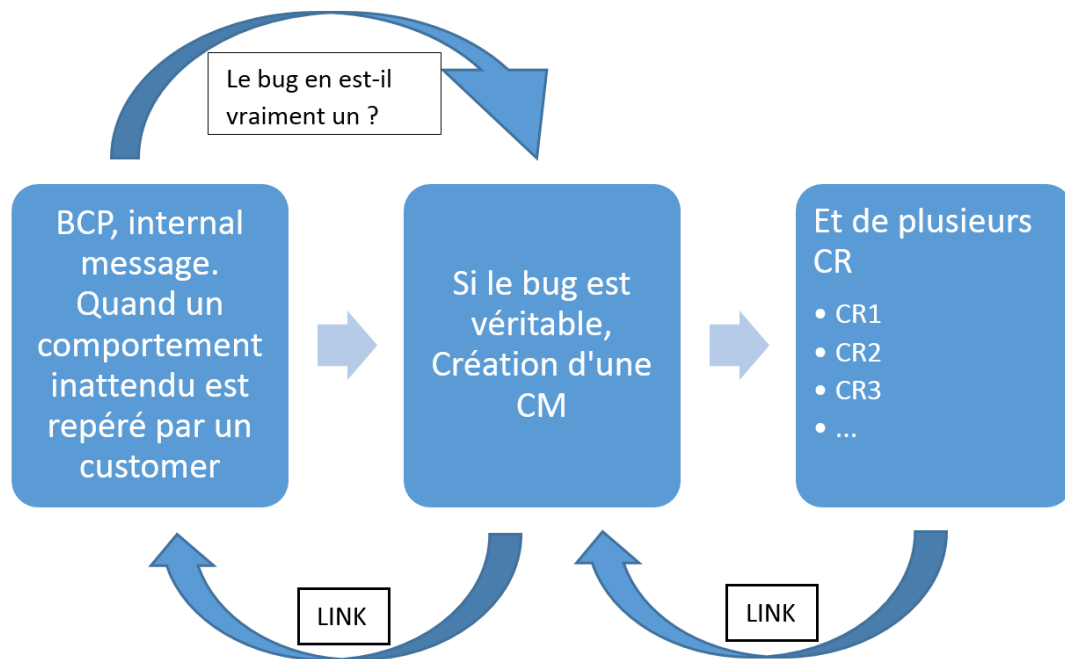 Le bug en est-il
vraiment un ?
BCP, internal
message.
Quand un
comportement
inattendu est
repéré par un
customer
Si le bug est
véritable,
Création d'une
CM
Et de plusieurs
CR
• CR1
• CR2
• CR3
• ...
LINK
LINK